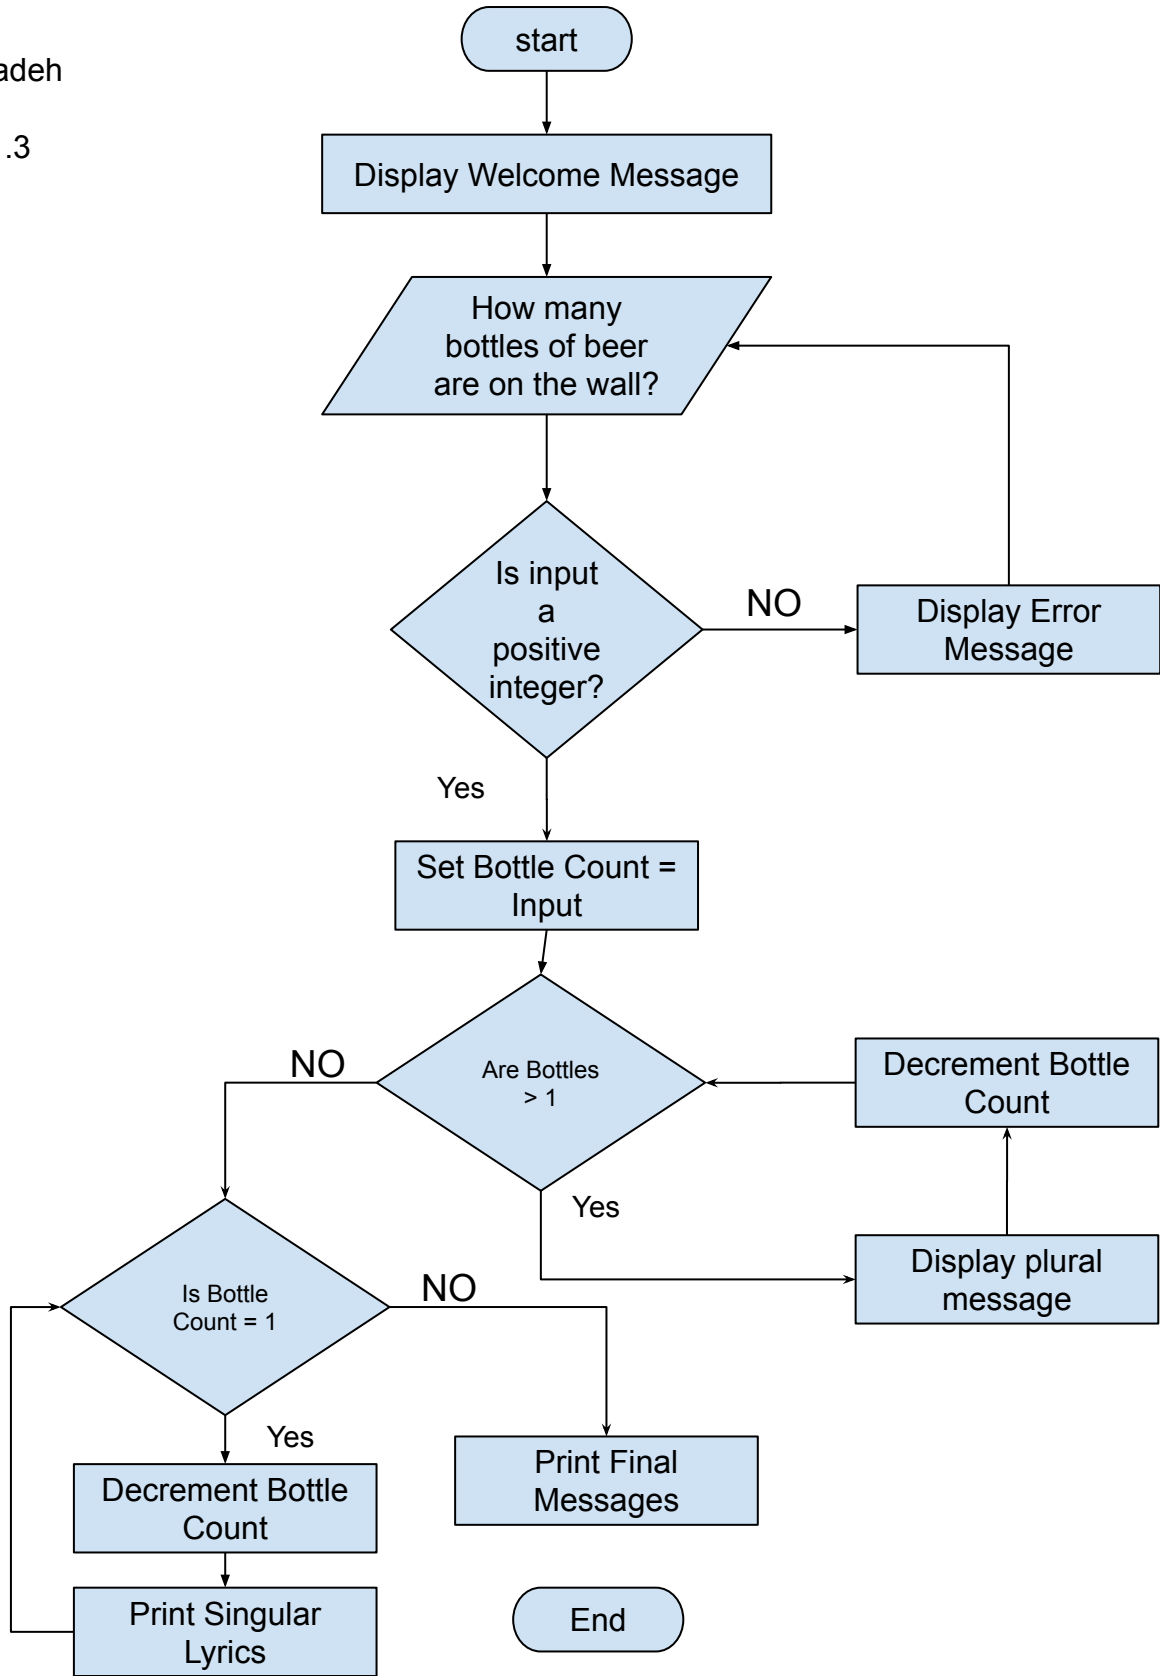 start
adeh
.3
Display Welcome Message
How many
bottles of beer
are on the wall?
Is input
a
positive
integer?
NO
Display Error
Message
Yes
Set Bottle Count =
Input
Are Bottles
> 1
NO
Decrement Bottle
Count
Yes
Display plural
message
Is Bottle
Count = 1
NO
Yes
Decrement Bottle
Count
Print Final
Messages
Print Singular
Lyrics
End